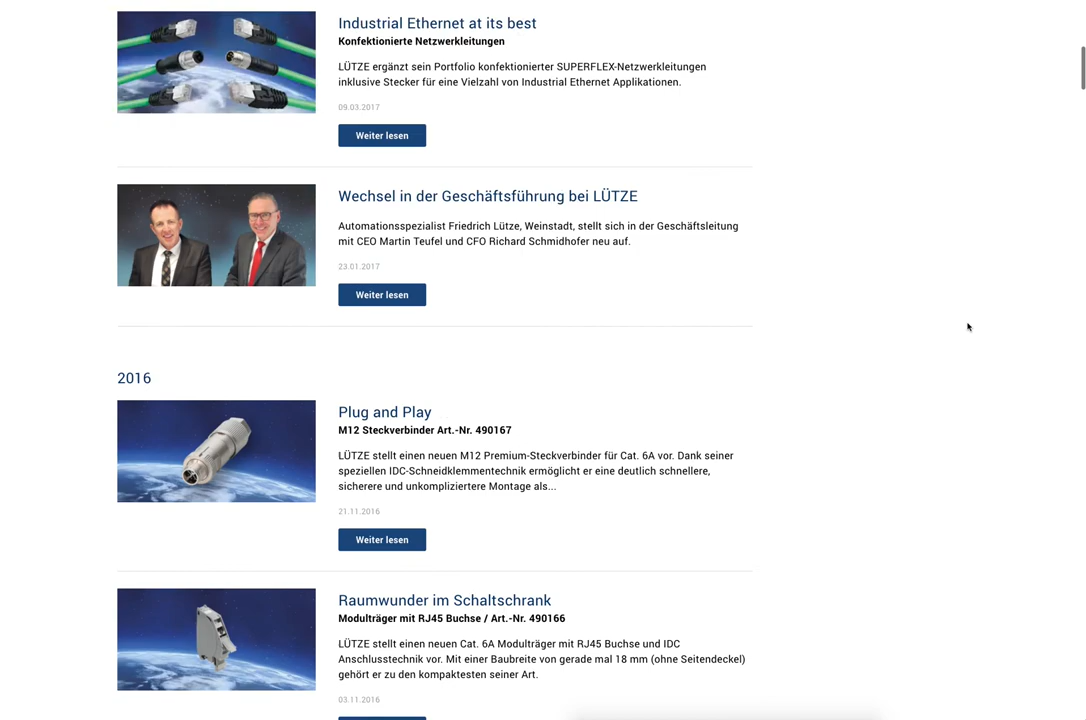 Industrial Ethernet at its best
Konfektionierte Netzwerkleitungen
LÜTZE ergänzt sein Portfolio konfektionierter SUPERFLEX-Netzwerkleitungen
inklusive Stecker für eine Vielzahl von Industrial Ethernet Applikationen.
09.03.2017
Weiter lesen
Wechsel in der Geschäftsführung bei LÜTZE
Automationsspezialist Friedrich Lütze, Weinstadt, stellt sich in der Geschäftsleitung
mit CEO Martin Teufel und CFO Richard Schmidhofer neu auf.
23.01.2017
Weiter lesen
2016
Plug and Play
M12 Steckverbinder Art.-Nr. 490167
LÜTZE stellt einen neuen M12 Premium-Steckverbinder für Cat. 6A vor. Dank seiner
speziellen IDC-Schneidklemmentechnik ermöglicht er eine deutlich schnellere,
sicherere und unkompliziertere Montage als...
21.11.2016
Weiter lesen
Raumwunder im Schaltschrank
Modulträger mit RJ45 Buchse / Art.-Nr. 490166
LÜTZE stellt einen neuen Cat. 6A Modulträger mit RJ45 Buchse und IDC
Anschlusstechnik vor. Mit einer Baubreite von gerade mal 18 mm (ohne Seitendeckel)
gehört er zu den kompaktesten seiner Art.
03.11.2016